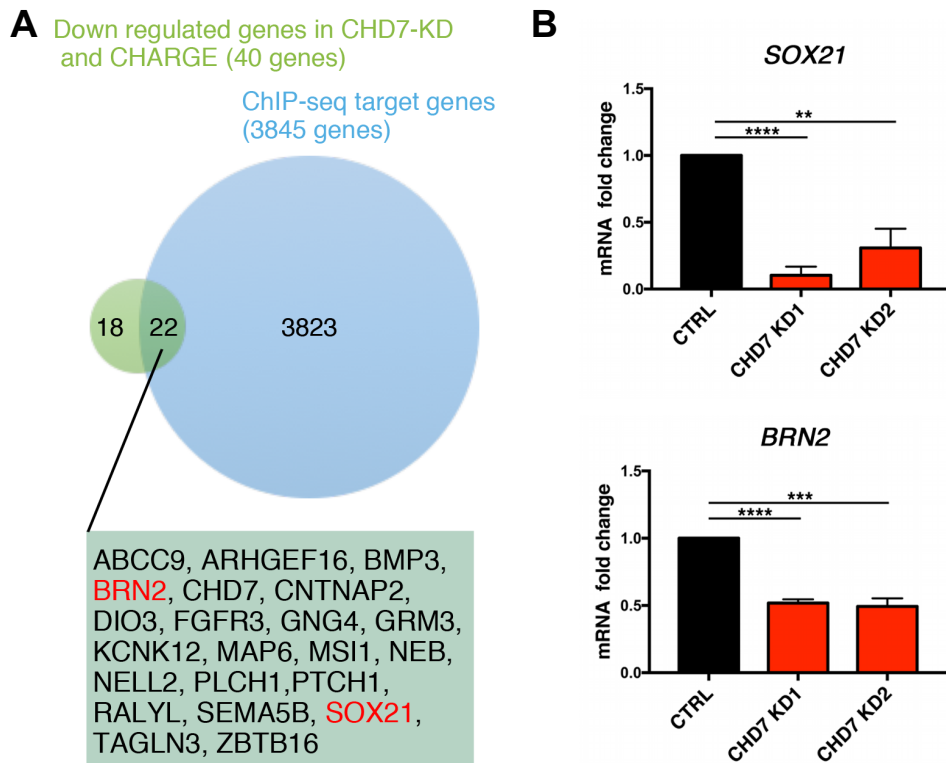 A
Down regulated genes in CHD7-KD
and CHARGE (40 genes)
ChIP-seq target genes
(3845 genes)
18
22
3823
ABCC9, ARHGEF16, BMP3,
BRN2, CHD7, CNTNAP2,
DIO3, FGFR3, GNG4, GRM3,
KCNK12, MAP6, MSI1, NEB,
NELL2, PLCH1,PTCH1,
RALYL, SEMA5B, SOX21,
TAGLN3, ZBTB16
B
SOX21
mRNA fold change
1.5
1.0
0.5
0.0
**
****
CTRL
CHD7 KD1
CHD7 KD2
BRN2
mRNA fold change
1.5
1.0
0.5
0.0
***
****
CTRL
CHD7 KD1
CHD7 KD2